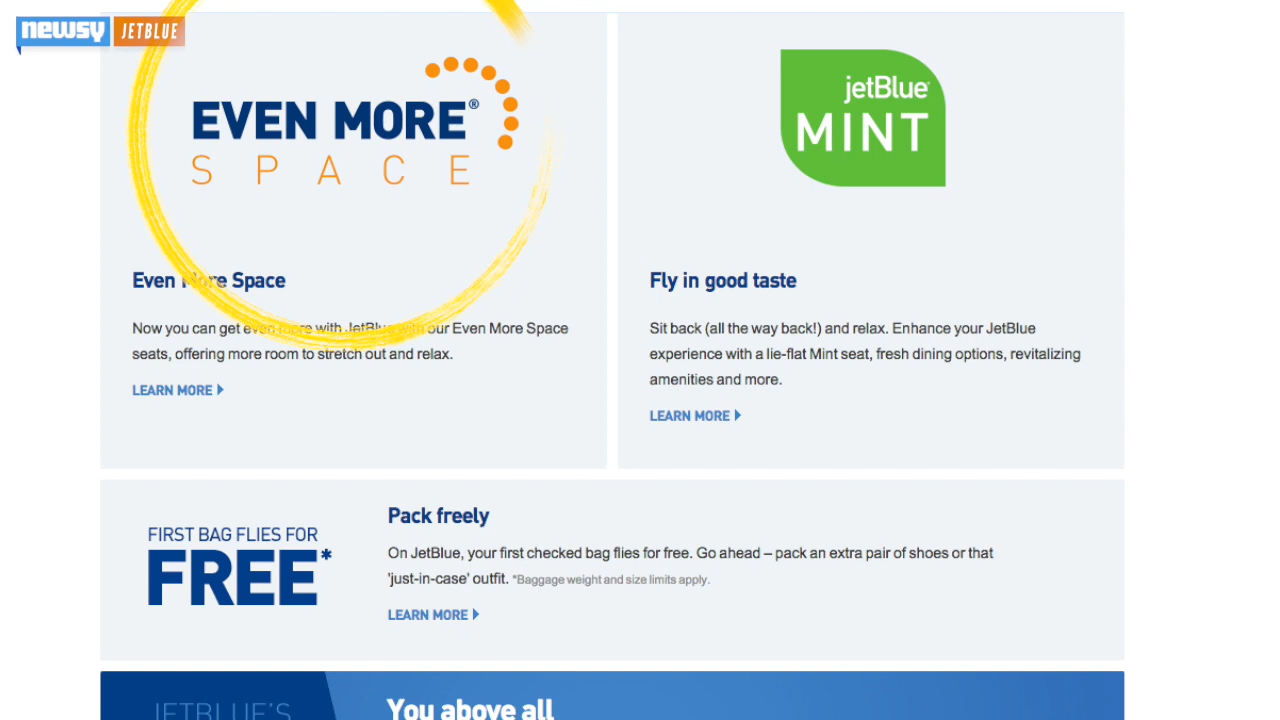 newsy JETBLUE
EVEN MORE®
SPACE
Even More Space
Now you can get even more with JetBlue with our Even More Space
seats, offering more room to stretch out and relax.
LEARN MORE
jetBlue®
MINT
Fly in good taste
Sit back (all the way back!) and relax. Enhance your JetBlue
experience with a lie-flat Mint seat, fresh dining options, revitalizing
amenities and more.
LEARN MORE
FIRST BAG FLIES FOR
FREE*
Pack freely
On JetBlue, your first checked bag flies for free. Go ahead – pack an extra pair of shoes or that
'just-in-case' outfit. *Baggage weight and size limits apply.
LEARN MORE
JETBLUE'S
You above all